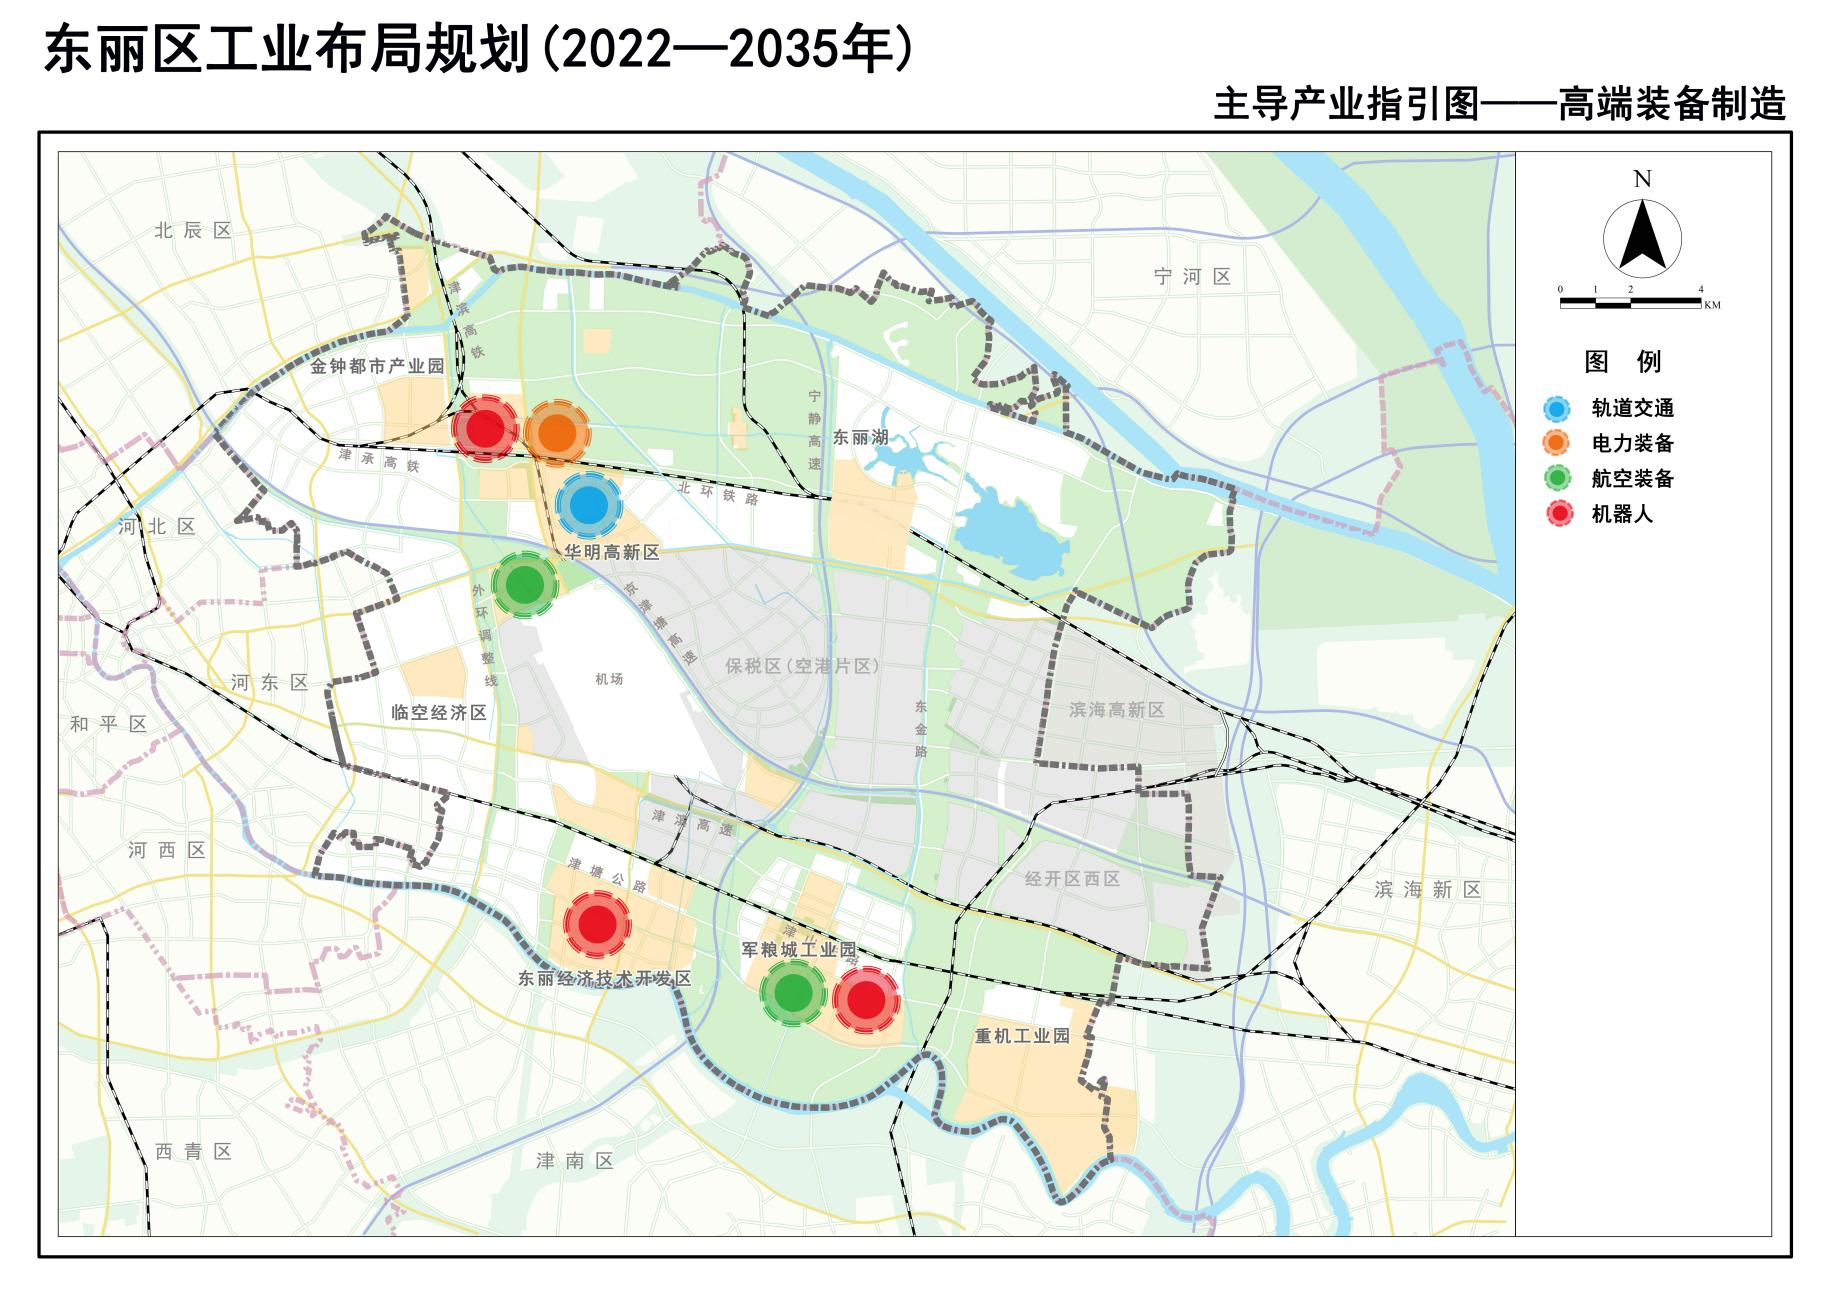 东丽区工业布局规划(2022—2035年)
主导产业指引图——高端装备制造
N
0 1 2 4
KM
图 例
轨道交通
电力装备
航空装备
机器人
北辰区
宁河区
津滨高铁
金钟都市产业园
宁静高速
东丽湖
津承高铁
北环铁路
河北区
华明高新区
外环调整线
京津塘高速
保税区(空港片区)
机场
河东区
临空经济区
和平区
东金路
滨海高新区
津滨高速
河西区
津塘公路
经开区西区
滨海新区
军粮城工业园
东丽经济技术开发区
重机工业园
西青区
津南区